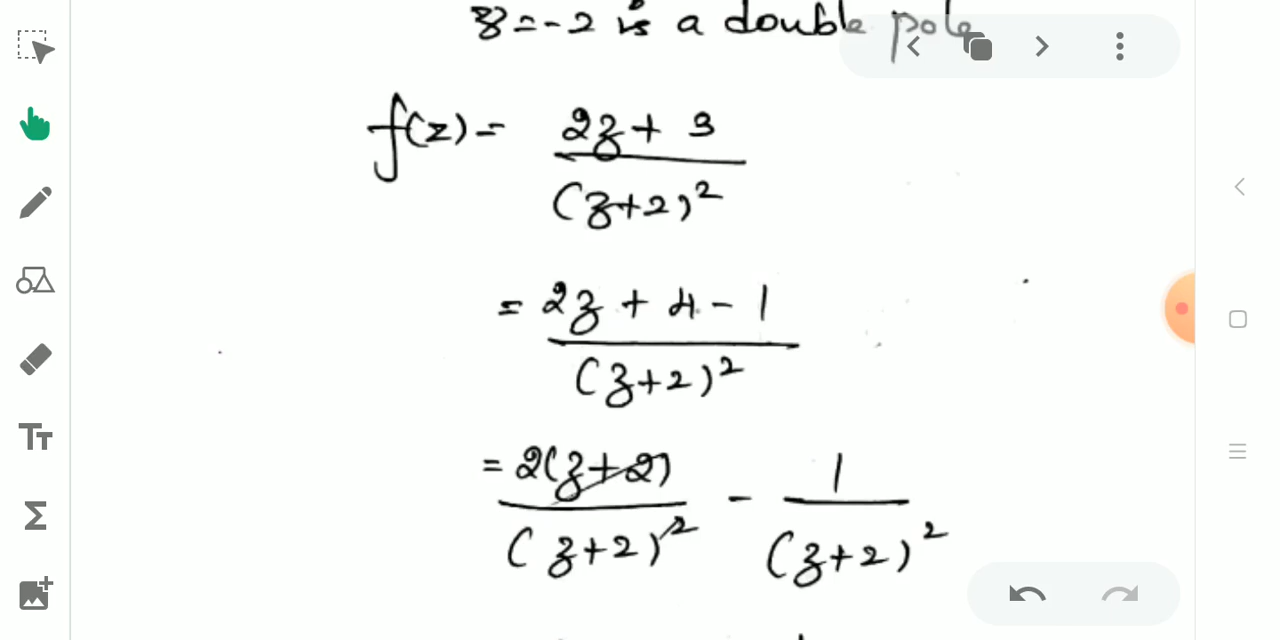 z = -2 is a double pole
f(z) = 2z + 3 / (z+2)²
= 2z + 4 - 1 / (z+2)²
= 2(z+2) / (z+2)² - 1 / (z+2)²
Tт
Σ